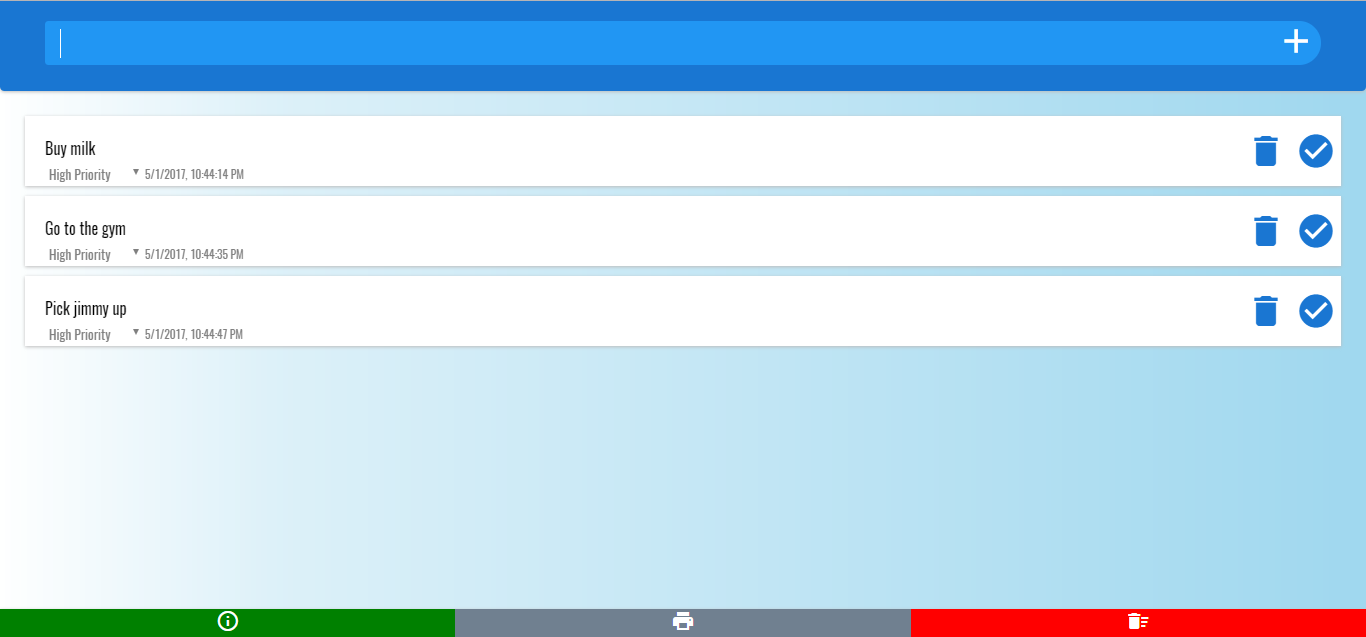 Buy milk
High Priority 5/1/2017, 10:44:14 PM
Go to the gym
High Priority 5/1/2017, 10:44:35 PM
Pick jimmy up
High Priority 5/1/2017, 10:44:47 PM